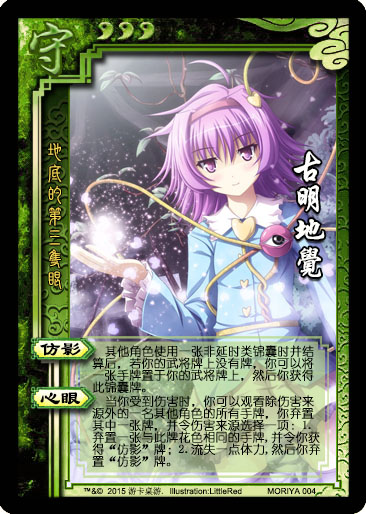 守
地底的第三隻眼
古明地覺
仿影
其他角色使用一张非延时类锦囊时并结
算后，若你的武将牌上没有牌，你可以将
一张手牌置于你的武将牌上，然后你获得
此锦囊牌。
心眼
当你受到伤害时，你可以观看除伤害来
源外的一名其他角色的所有手牌，你弃置
其中一张牌，并令伤害来源选择一项：1.
弃置一张与此牌花色相同的手牌，并令你获
得“仿影”牌；2.流失一点体力，然后你弃
置“仿影”牌。
™&© 2015 游卡桌游. Illustration:LittleRed
MORIYA 004